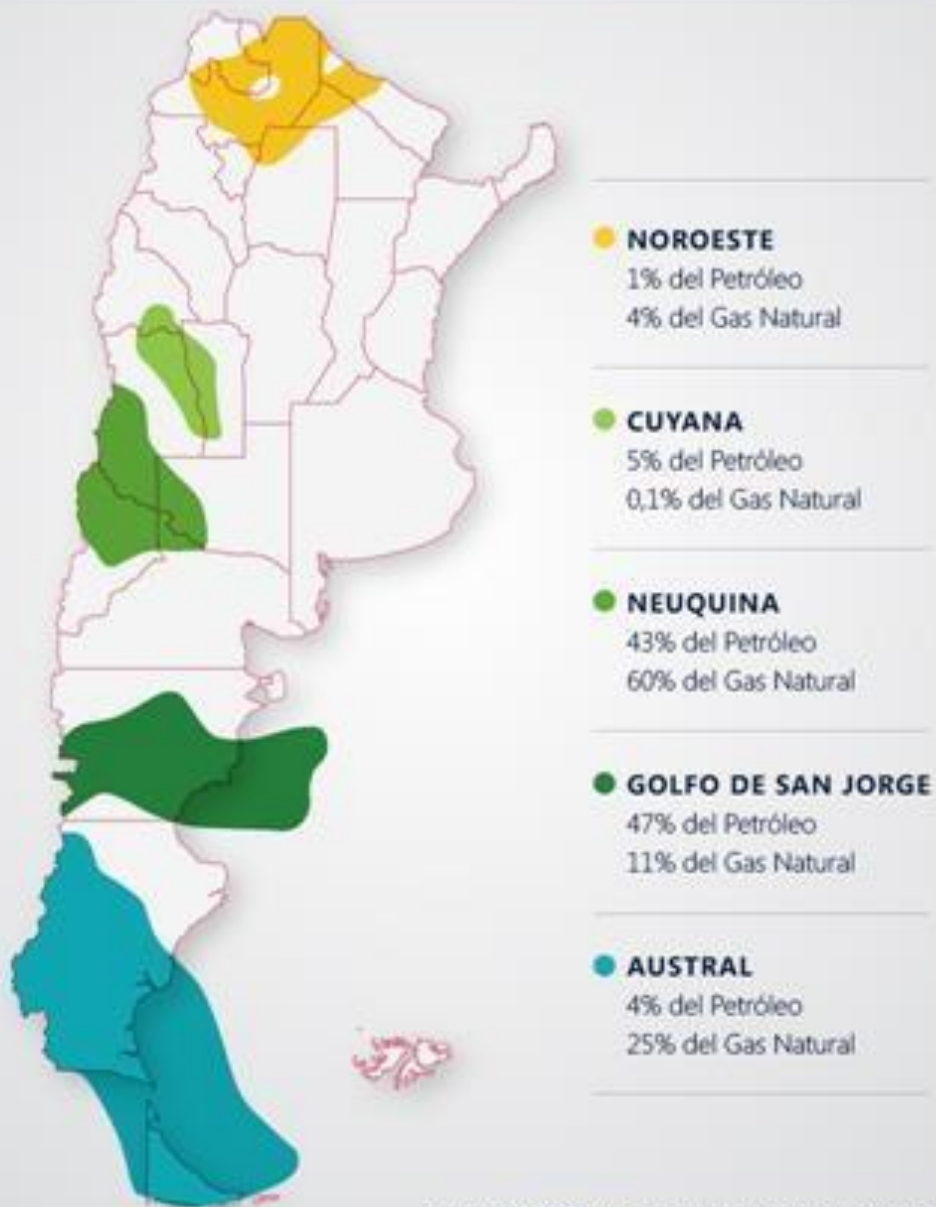 NOROESTE
1% del Petróleo
4% del Gas Natural
CUYANA
5% del Petróleo
0,1% del Gas Natural
NEUQUINA
43% del Petróleo
60% del Gas Natural
GOLFO DE SAN JORGE
47% del Petróleo
11% del Gas Natural
AUSTRAL
4% del Petróleo
25% del Gas Natural